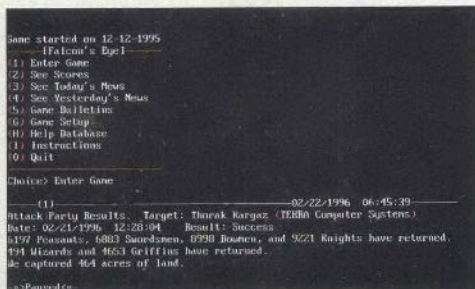 Game started on 12-12-1995
[Falcon's Eye]
(1) Enter Game
(2) See Scores
(3) See Today's News
(4) See Yesterday's News
(5) Game Bulletins
(G) Game Setup
(H) Help Database
(I) Instructions
(0) Quit
Choice> Enter Game
(1) 02/22/1996 06:45:39
Attack Party Results. Target: Thorak Kargaz (TERRA Computer Systems)
Date: 02/21/1996 12:28:04 Result: Success
6197 Peasants, 6883 Swordsmen, 8998 Bowmen, and 9221 Knights have returned.
494 Wizards and 4653 Griffins have returned.
We captured 464 acres of land.
-=>Paused<=-